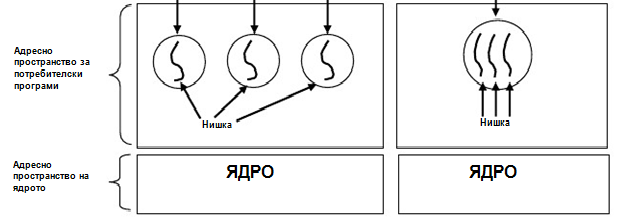 Адресно
пространство за
потребителски
програми
Нишка
Нишка
Адресно
пространство на
ядрото
ЯДРО
ЯДРО